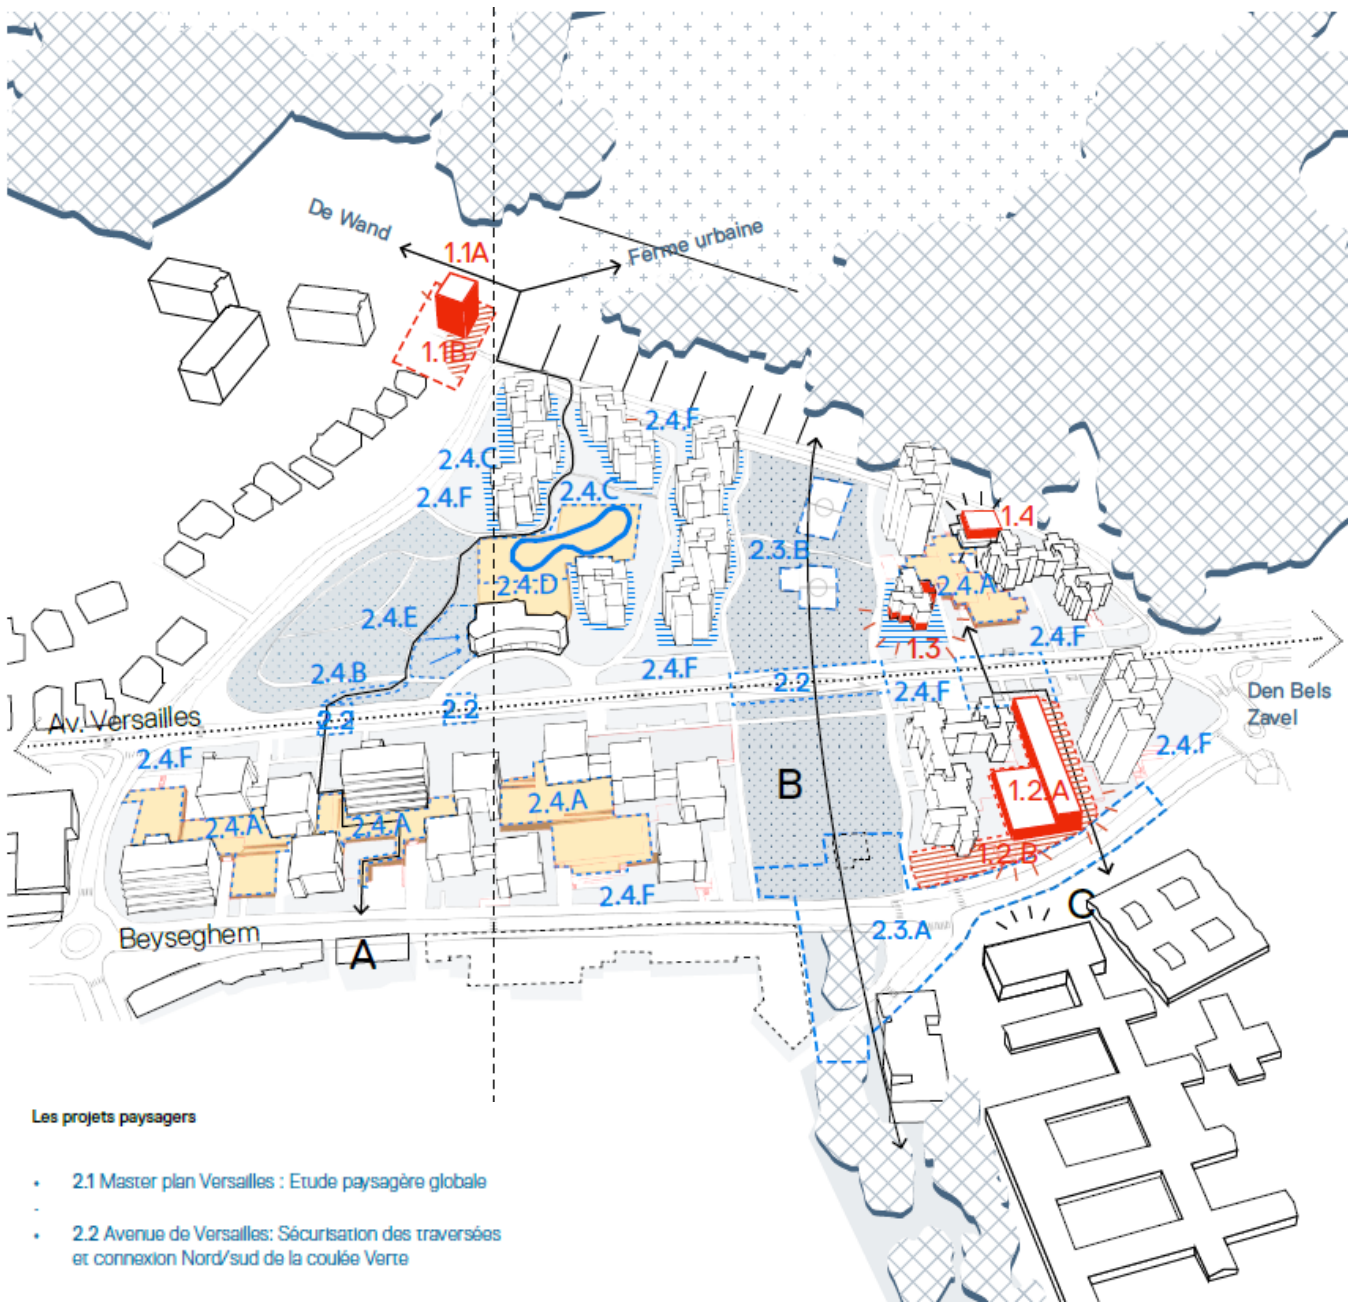 De Wand
Ferme urbaine
1.1A
1.1B
2.4.F
2.4.C
2.4.F
2.4.C
1.4
2.3.B
2.4.D
2.4.A
2.4.E
2.4.F
1.3
2.4.B
2.4.F
2.2
2.4.F
Den Bels
Zavel
2.2
2.2
Av. Versailles
2.4.F
2.4.F
B
1.2.A
2.4.A
2.4.A
2.4.A
1.2.B
2.4.F
C
2.3.A
Beyseghem
A
Les projets paysagers
• 2.1 Master plan Versailles : Etude paysagère globale
-
• 2.2 Avenue de Versailles: Sécurisation des traversées
et connexion Nord/sud de la coulée Verte